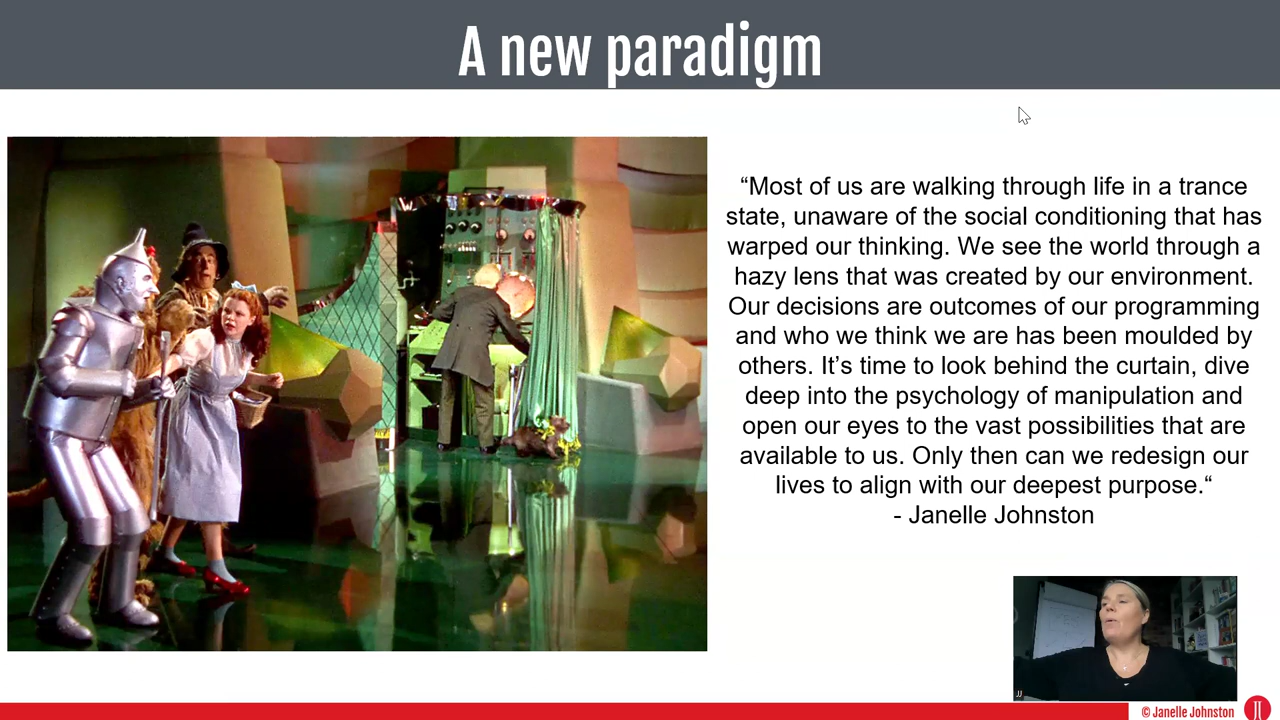 A new paradigm
“Most of us are walking through life in a trance
state, unaware of the social conditioning that has
warped our thinking. We see the world through a
hazy lens that was created by our environment.
Our decisions are outcomes of our programming
and who we think we are has been moulded by
others. It’s time to look behind the curtain, dive
deep into the psychology of manipulation and
open our eyes to the vast possibilities that are
available to us. Only then can we redesign our
lives to align with our deepest purpose.“
- Janelle Johnston
JJ
© Janelle Johnston